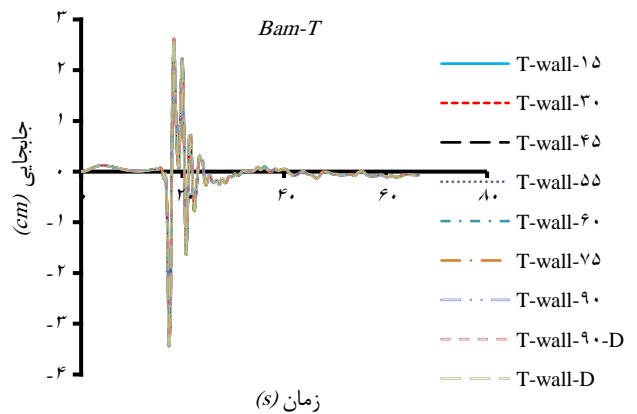 Bam-T
۳
۲
۱
۰
-۱
-۲
-۳
-۴
جابجایی (cm)
۰ ۲۰ ۴۰ ۶۰ ۸۰
زمان (s)
T-wall-۱۵
T-wall-۳۰
T-wall-۴۵
T-wall-۵۵
T-wall-۶۰
T-wall-۷۵
T-wall-۹۰
T-wall-۹۰-D
T-wall-D